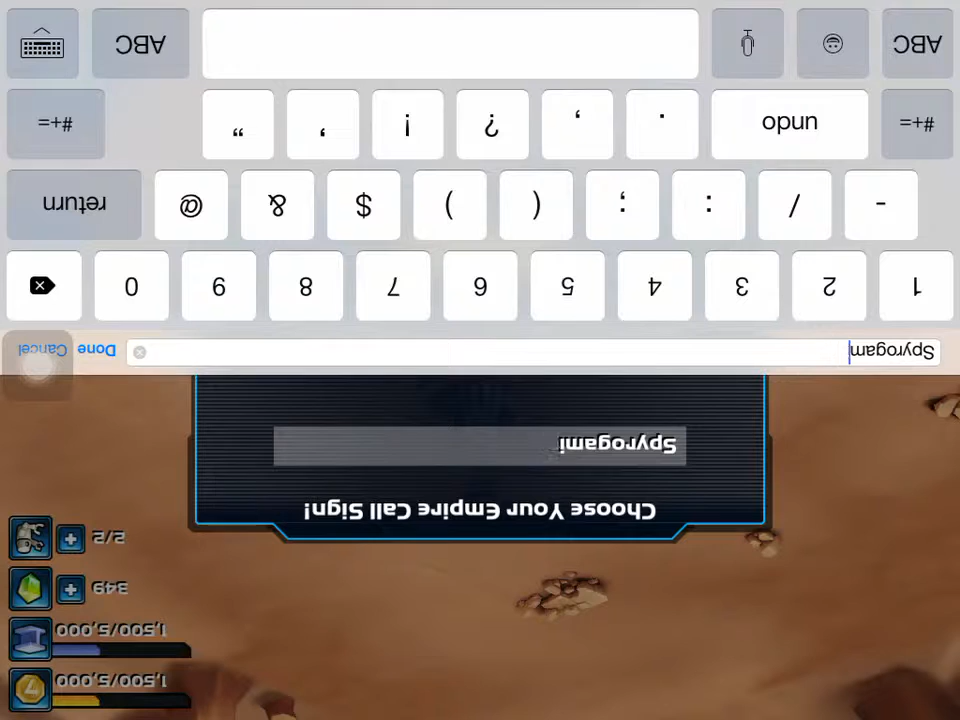 1,500/5,000
1,500/5,000
349
2/2
Choose Your Empire Call Sign!
Spyrogami
Spyrogam Done Cancel
1 2 3 4 5 6 7 8 9 0
- / : ; ( ) $ & @ return
#+= undo . , ? ! ' " #+=
ABC ABC